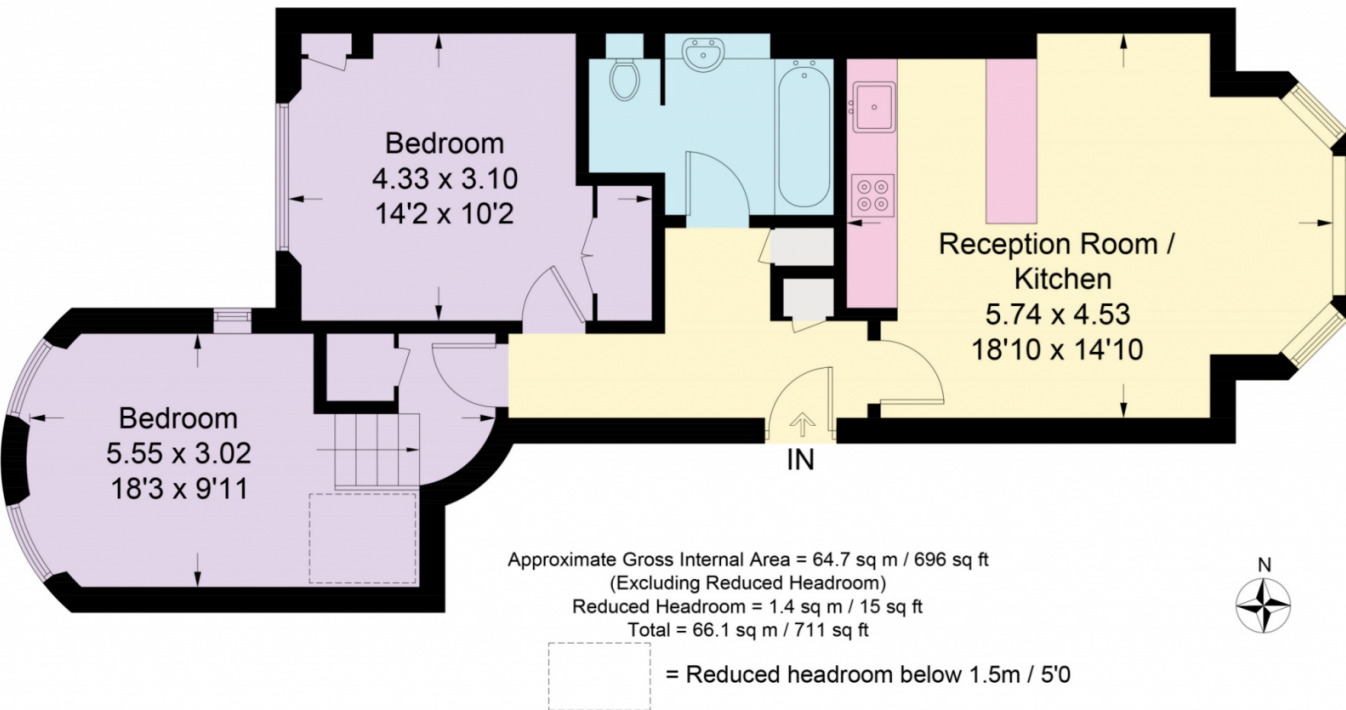 Bedroom
4.33 x 3.10
14'2 x 10'2
Reception Room /
Kitchen
5.74 x 4.53
18'10 x 14'10
Bedroom
5.55 x 3.02
18'3 x 9'11
IN
Approximate Gross Internal Area = 64.7 sq m / 696 sq ft
(Excluding Reduced Headroom)
Reduced Headroom = 1.4 sq m / 15 sq ft
Total = 66.1 sq m / 711 sq ft
N
= Reduced headroom below 1.5m / 5'0